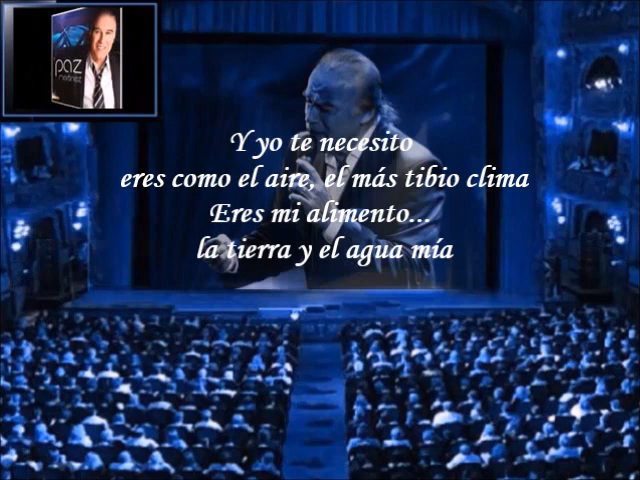 paz
martínez
Y yo te necesito
eres como el aire, el más tibio clima
Eres mi alimento...
la tierra y el agua mía